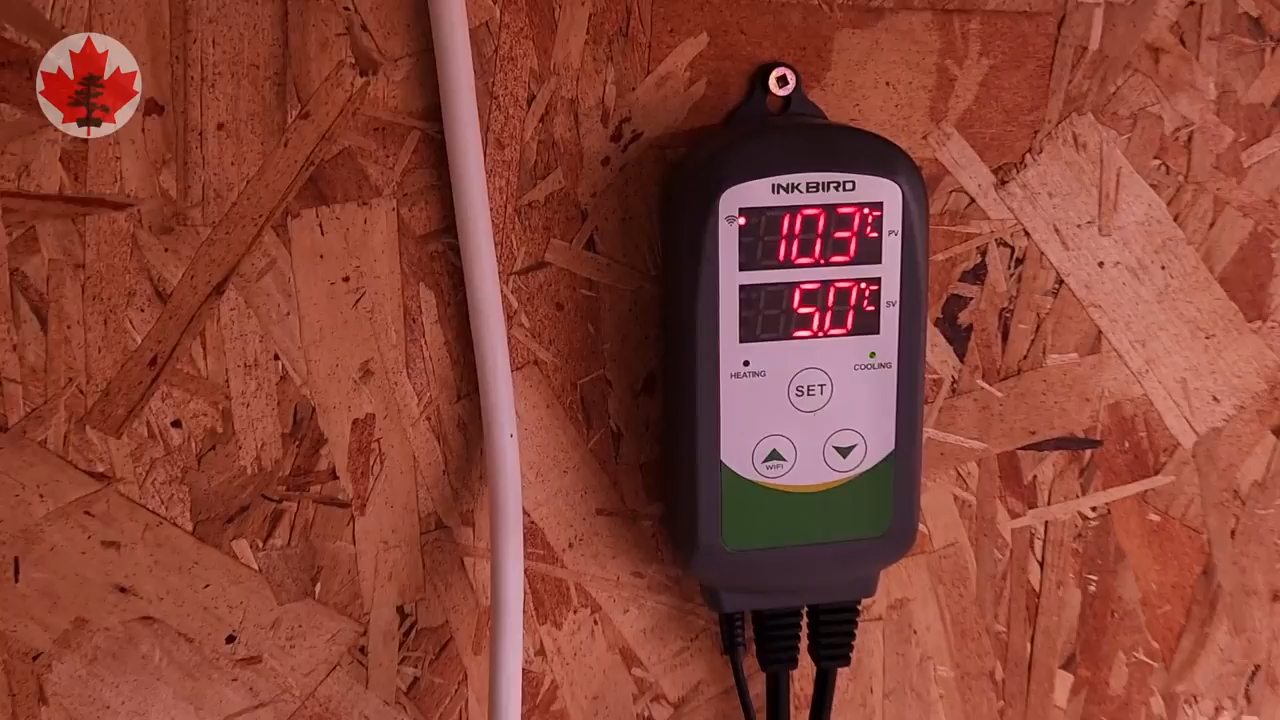 INKBIRD
10.3°C PV
5.0°C SV
HEATING COOLING
SET
WIFI